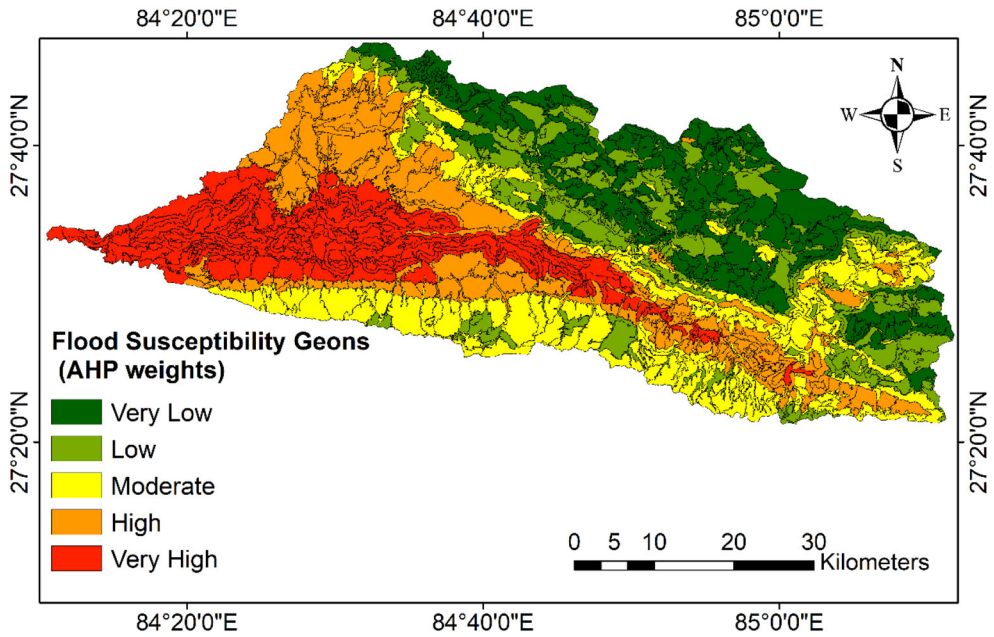 84°20'0"E 84°40'0"E 85°0'0"E
N
W E
S
27°40'0"N 27°40'0"N
Flood Susceptibility Geons
(AHP weights)
Very Low
Low
Moderate
High
Very High
27°20'0"N 27°20'0"N
0 5 10 20 30
Kilometers
84°20'0"E 84°40'0"E 85°0'0"E